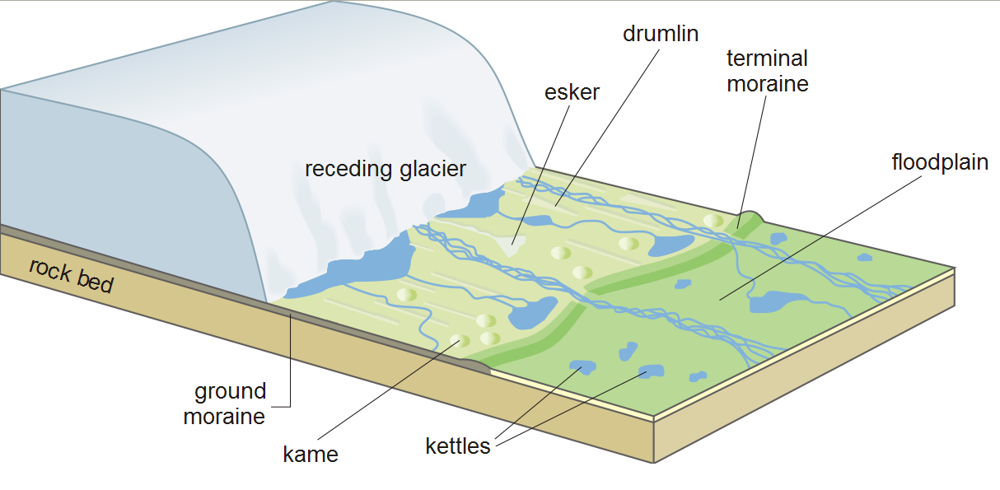 drumlin
terminal
moraine
esker
floodplain
receding glacier
rock bed
ground
moraine
kame
kettles